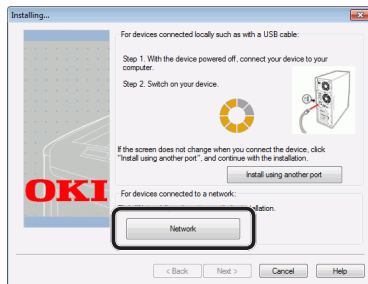 Installing...
For devices connected locally such as with a USB cable:
Step 1. With the device powered off, connect your device to your
computer.
Step 2. Switch on your device.
If the screen does not change when you connect the device, click
"Install using another port", and continue with the installation.
Install using another port
OKI
For devices connected to a network:
Network
< Back
Next >
Cancel
Help